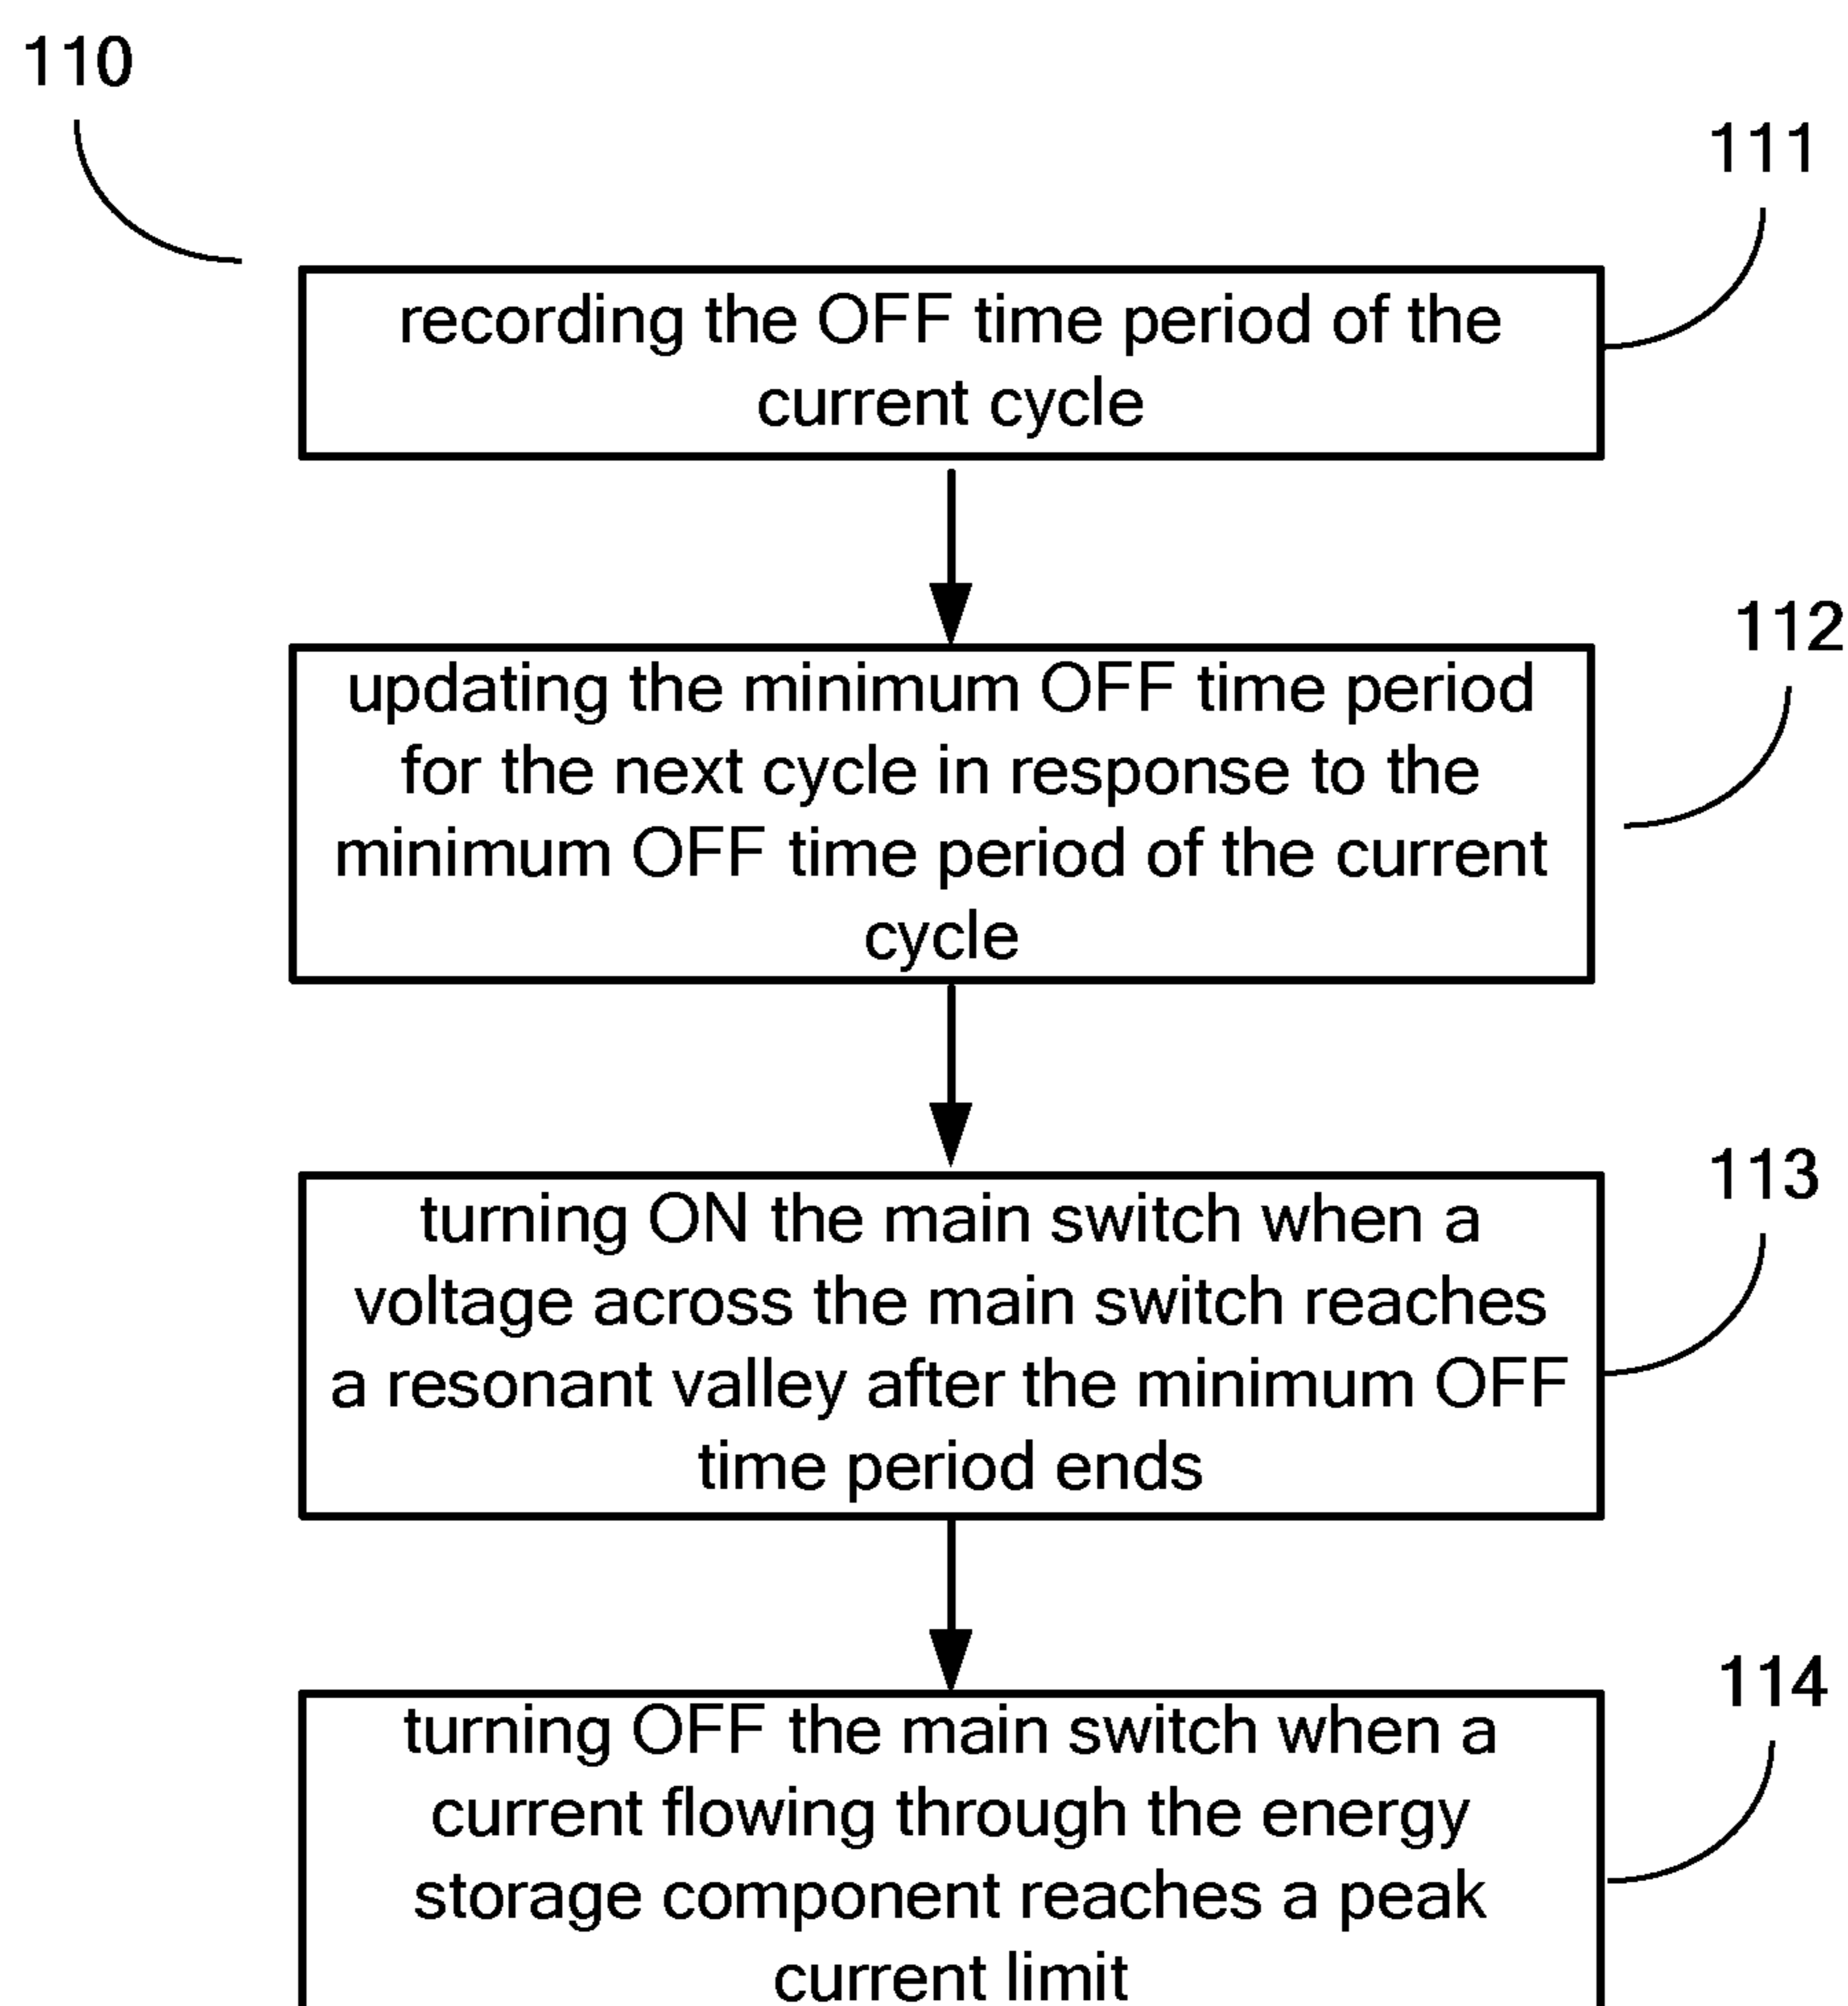 110
111
recording the OFF time period of the
current cycle
112
updating the minimum OFF time period
for the next cycle in response to the
minimum OFF time period of the current
cycle
113
turning ON the main switch when a
voltage across the main switch reaches
a resonant valley after the minimum OFF
time period ends
114
turning OFF the main switch when a
current flowing through the energy
storage component reaches a peak
current limit